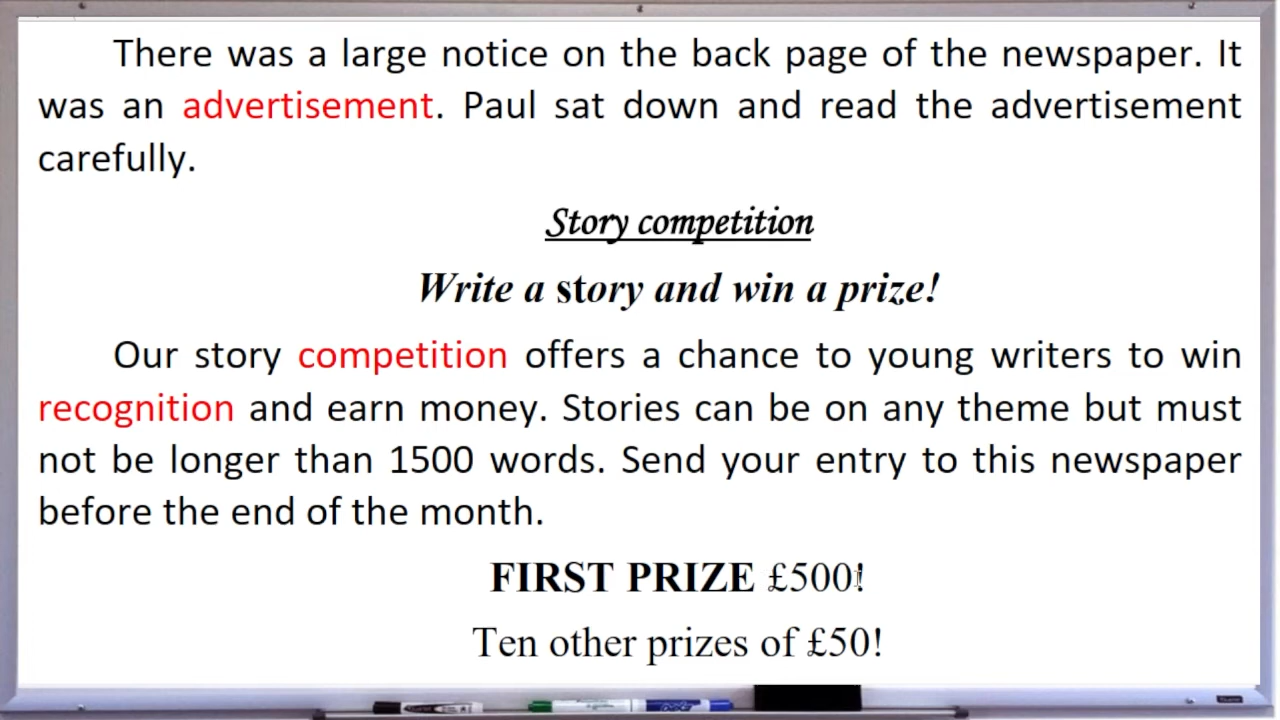 There was a large notice on the back page of the newspaper. It
was an advertisement. Paul sat down and read the advertisement
carefully.
Story competition
Write a story and win a prize!
Our story competition offers a chance to young writers to win
recognition and earn money. Stories can be on any theme but must
not be longer than 1500 words. Send your entry to this newspaper
before the end of the month.
FIRST PRIZE £500!
Ten other prizes of £50!